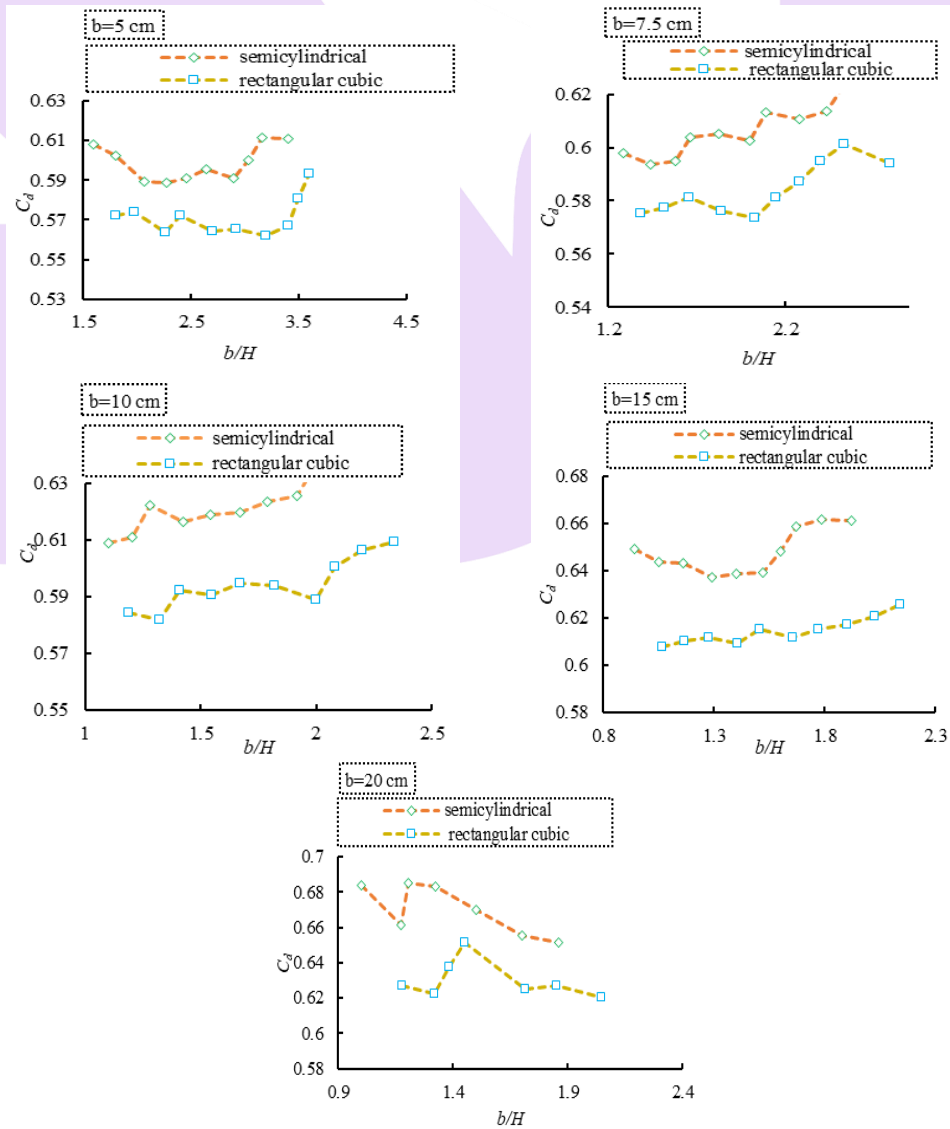 b=5 cm
semicylindrical
rectangular cubic
0.63
0.61
0.59
0.57
0.55
0.53
C_d
1.5
2.5
3.5
4.5
b/H
b=7.5 cm
semicylindrical
rectangular cubic
0.62
0.6
0.58
0.56
0.54
C_d
1.2
2.2
b/H
b=10 cm
semicylindrical
rectangular cubic
0.63
0.61
0.59
0.57
0.55
C_d
1
1.5
2
2.5
b/H
b=15 cm
semicylindrical
rectangular cubic
0.68
0.66
0.64
0.62
0.6
0.58
C_d
0.8
1.3
1.8
2.3
b/H
b=20 cm
semicylindrical
rectangular cubic
0.7
0.68
0.66
0.64
0.62
0.6
0.58
C_d
0.9
1.4
1.9
2.4
b/H